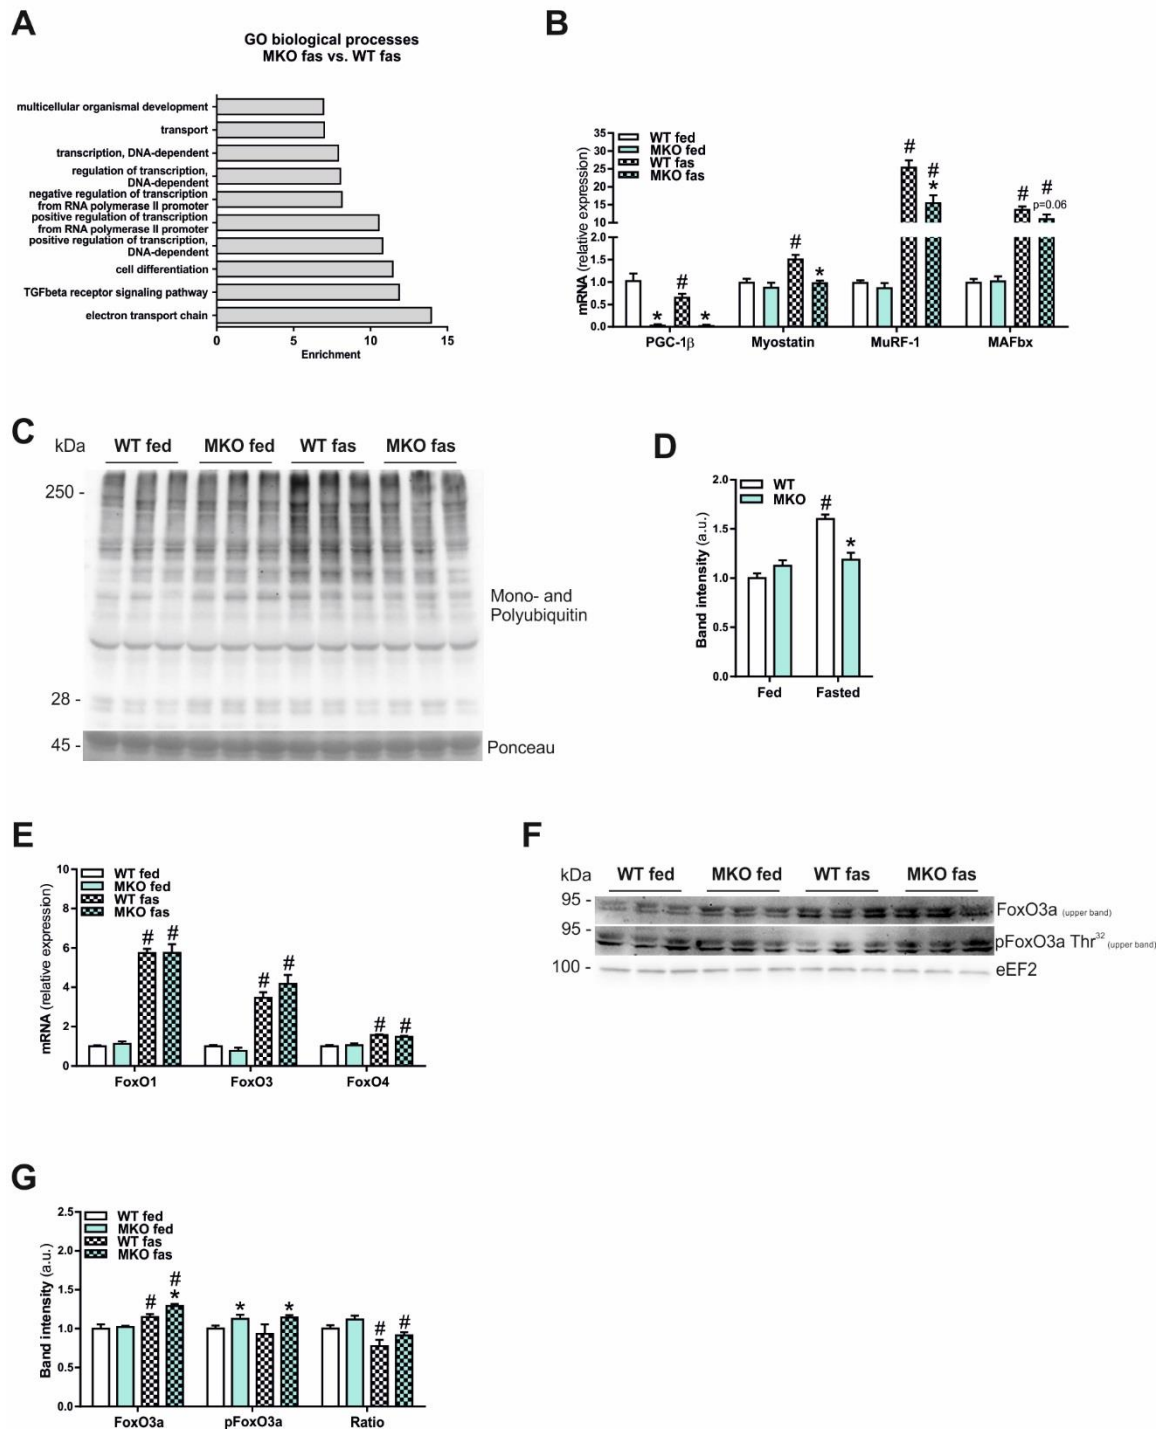 A
GO biological processes
MKO fas vs. WT fas
multicellular organismal development
transport
transcription, DNA-dependent
regulation of transcription,
DNA-dependent
negative regulation of transcription
from RNA polymerase II promoter
positive regulation of transcription
from RNA polymerase II promoter
positive regulation of transcription,
DNA-dependent
cell differentiation
TGFbeta receptor signaling pathway
electron transport chain
0 5 10 15
Enrichment
B
mRNA (relative expression)
35
30
25
20
15
10
2.0
1.5
1.0
0.5
0.0
WT fed
MKO fed
WT fas
MKO fas
* # *
# *
# # *
# # p=0.06
PGC-1β Myostatin MuRF-1 MAFbx
C
kDa WT fed MKO fed WT fas MKO fas
250 -
Mono- and
Polyubiquitin
28 -
45 - Ponceau
D
Band intensity (a.u.)
2.0
1.5
1.0
0.5
0.0
WT
MKO
#
*
Fed Fasted
E
mRNA (relative expression)
10
8
6
4
2
0
WT fed
MKO fed
WT fas
MKO fas
# #
# #
# #
FoxO1 FoxO3 FoxO4
F
kDa WT fed MKO fed WT fas MKO fas
95 - FoxO3a (upper band)
95 - pFoxO3a Thr32 (upper band)
100 - eEF2
G
Band intensity (a.u.)
2.5
2.0
1.5
1.0
0.5
0.0
WT fed
MKO fed
WT fas
MKO fas
# # *
* *
# #
FoxO3a pFoxO3a Ratio